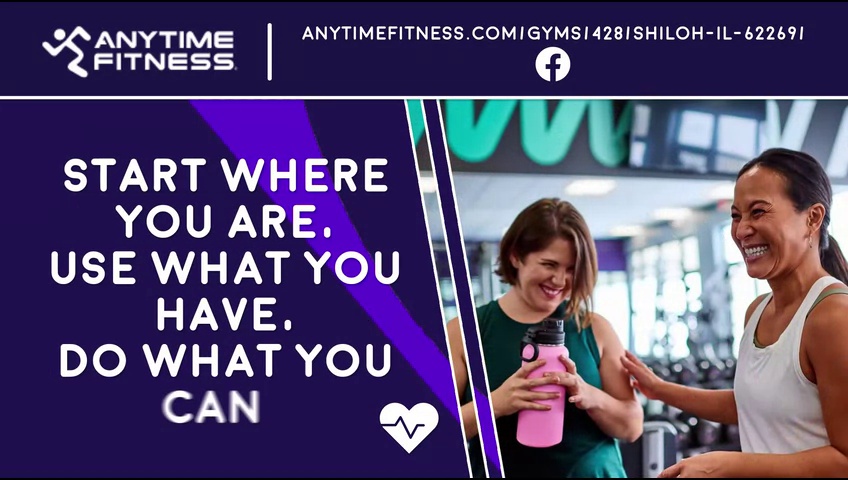 ANYTIME
FITNESS
ANYTIMEFITNESS.COM/GYMS/428/SHILOH-IL-62269/
START WHERE
YOU ARE.
USE WHAT YOU
HAVE.
DO WHAT YOU
CAN